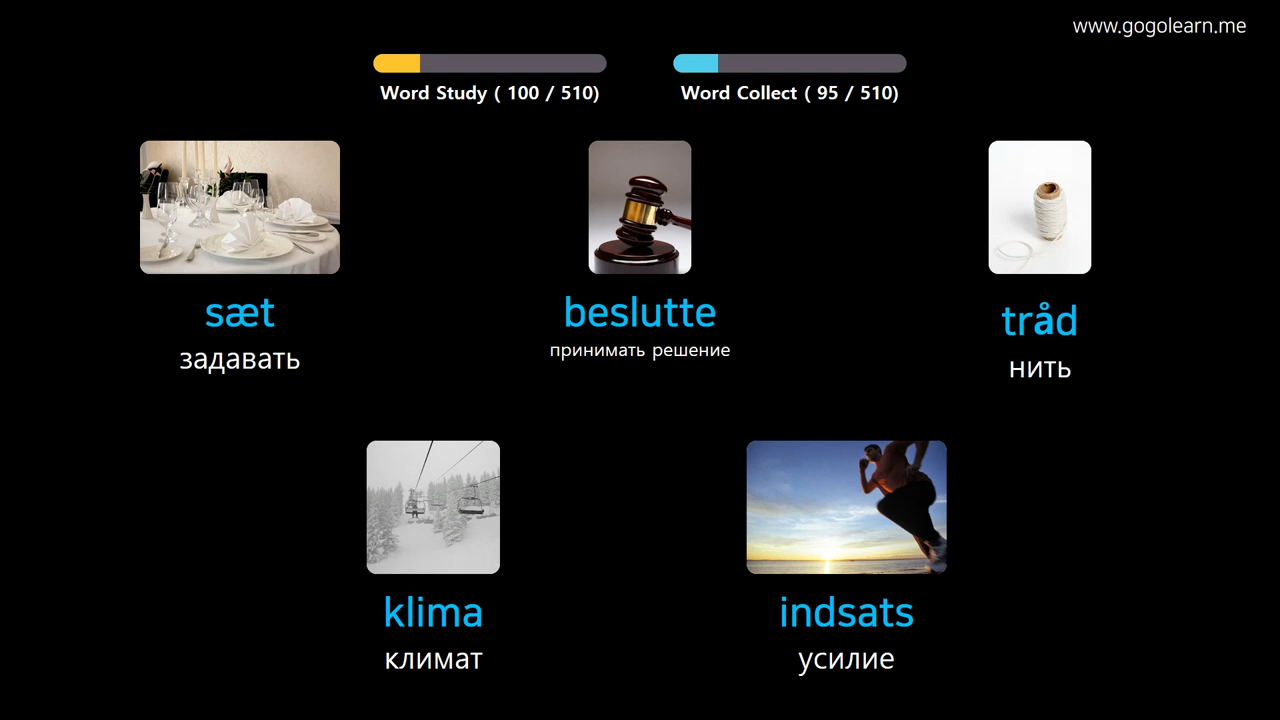 www.gogolearn.me
Word Study ( 100 / 510)
Word Collect ( 95 / 510)
sæt
задавать
beslutte
принимать решение
tråd
нить
klima
климат
indsats
усилие